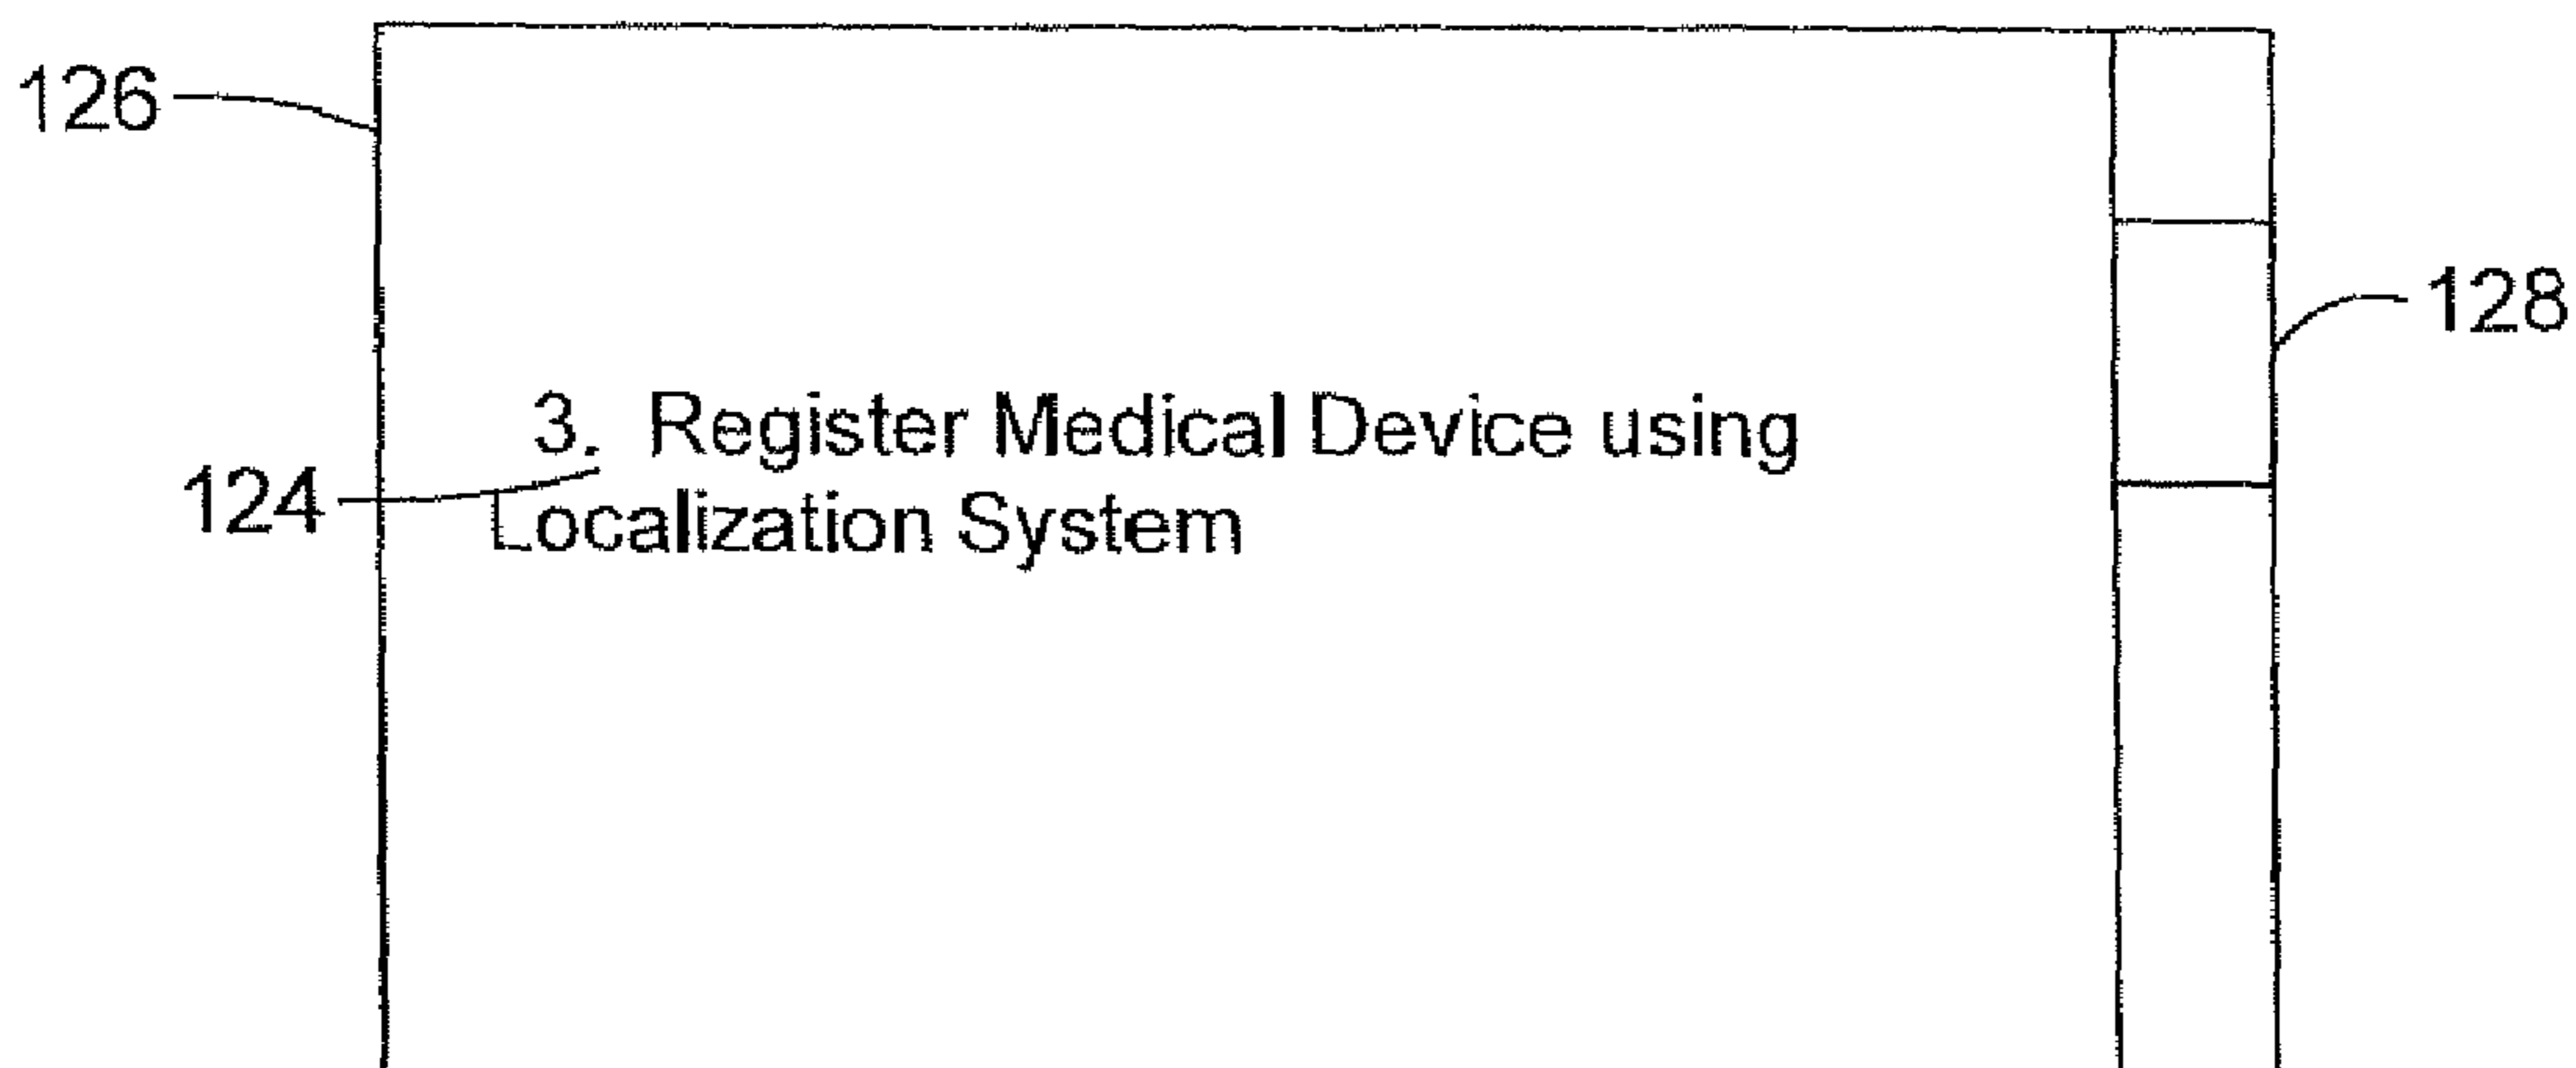 126
128
3. Register Medical Device using
124
Localization System